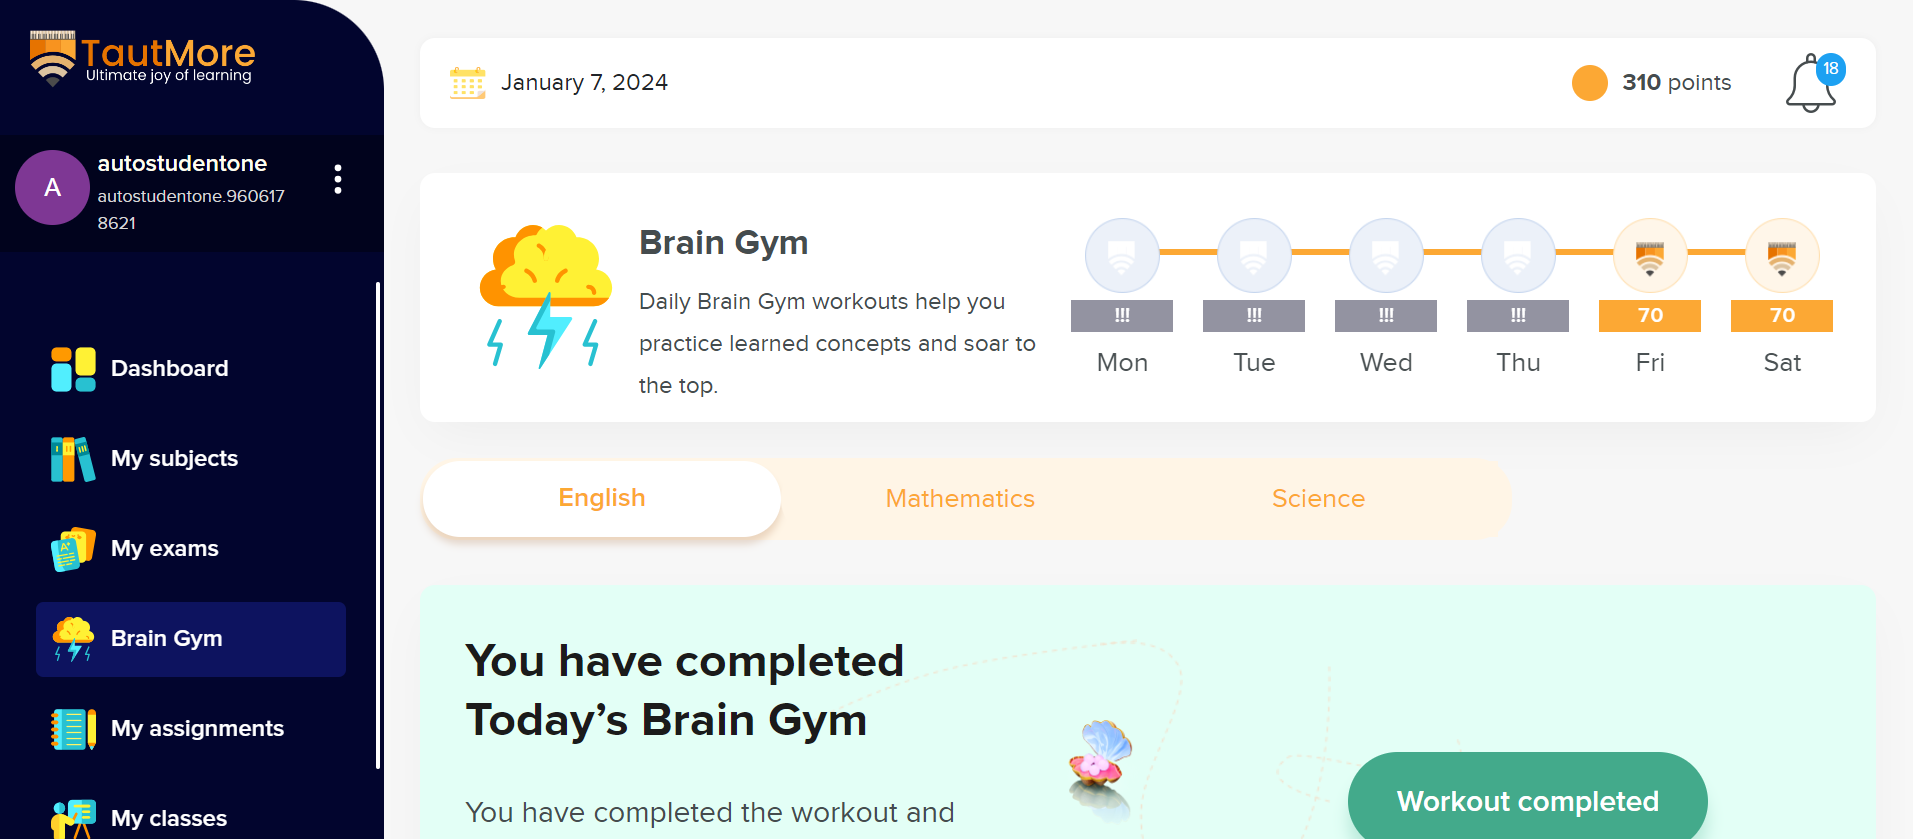 TautMore
Ultimate joy of learning
A
autostudentone
autostudentone.960617
8621
Dashboard
My subjects
My exams
Brain Gym
My assignments
My classes
January 7, 2024
310 points
18
Brain Gym
Daily Brain Gym workouts help you
practice learned concepts and soar to
the top.
!!! !!! !!! !!! 70 70
Mon Tue Wed Thu Fri Sat
English Mathematics Science
You have completed
Today’s Brain Gym
You have completed the workout and
Workout completed